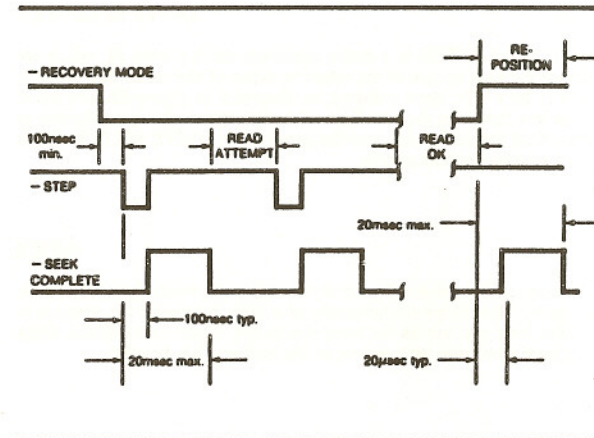 RE-
POSITION
– RECOVERY MODE
100nsec
min.
READ
ATTEMPT
READ
OK
– STEP
20msec max.
– SEEK
COMPLETE
100nsec typ.
20msec max.
20μsec typ.